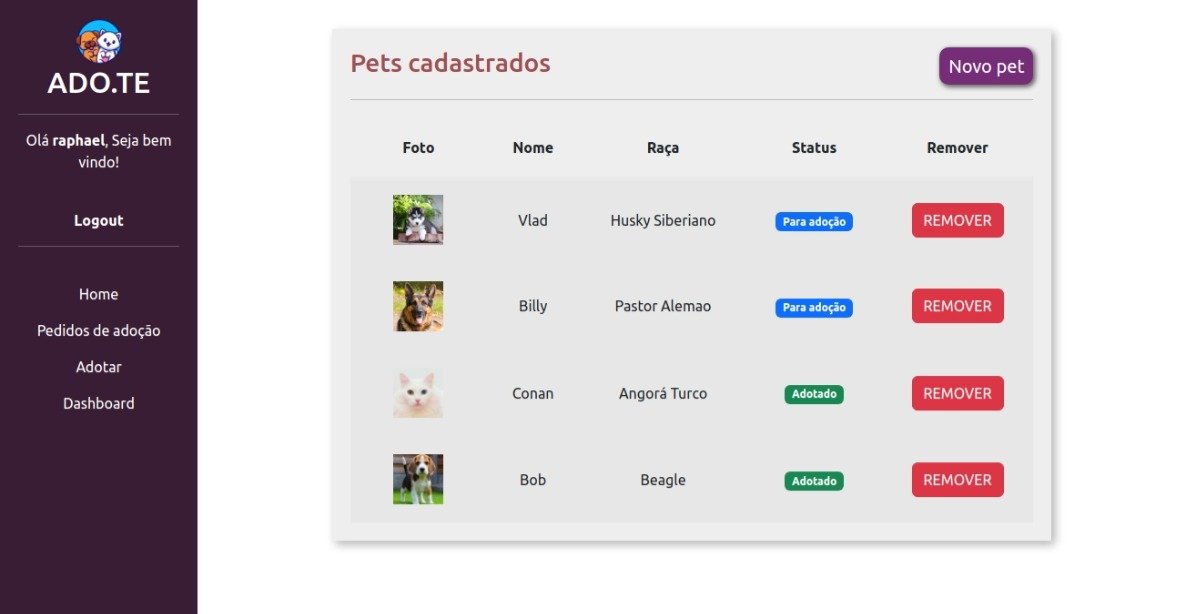 ADO.TE
Olá raphael, Seja bem
vindo!
Logout
Home
Pedidos de adoção
Adotar
Dashboard
Pets cadastrados
Novo pet
Foto Nome Raça Status Remover
Vlad Husky Siberiano Para adoção REMOVER
Billy Pastor Alemao Para adoção REMOVER
Conan Angorá Turco Adotado REMOVER
Bob Beagle Adotado REMOVER